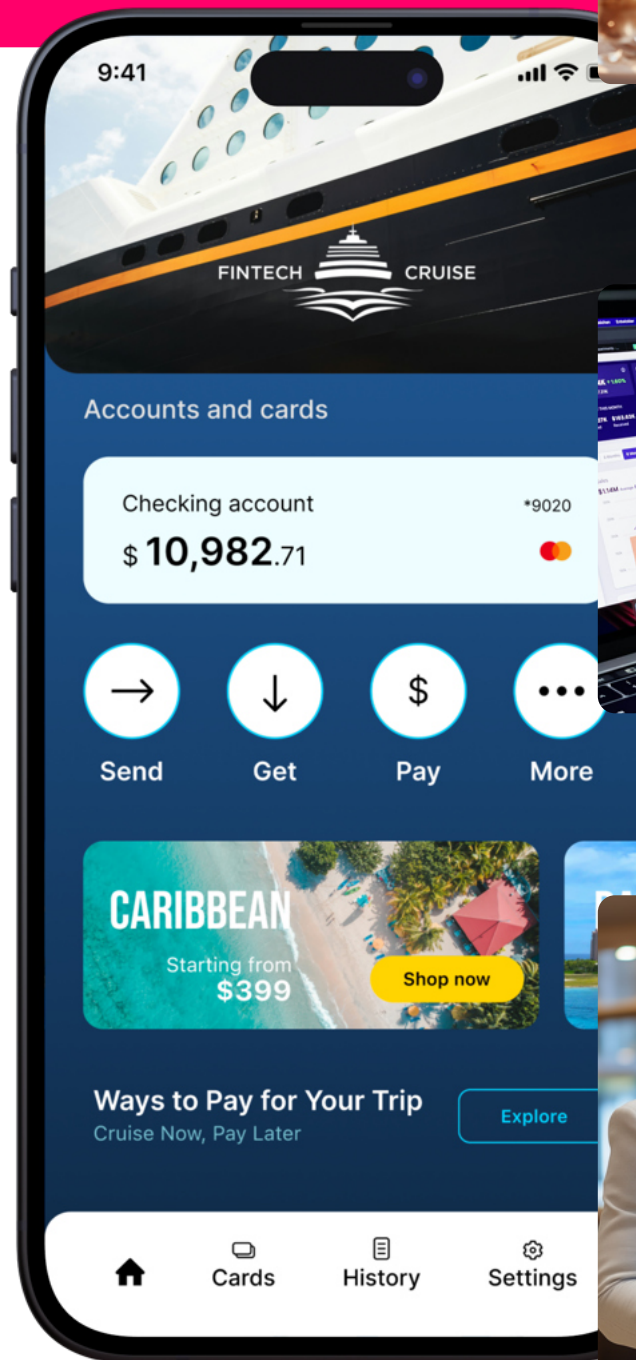 9:41
FINTECH CRUISE
Accounts and cards
Checking account *9020
$ 10,982.71
Send Get Pay More
CARIBBEAN
Starting from
$399
Shop now
Ways to Pay for Your Trip
Cruise Now, Pay Later
Explore
Cards History Settings